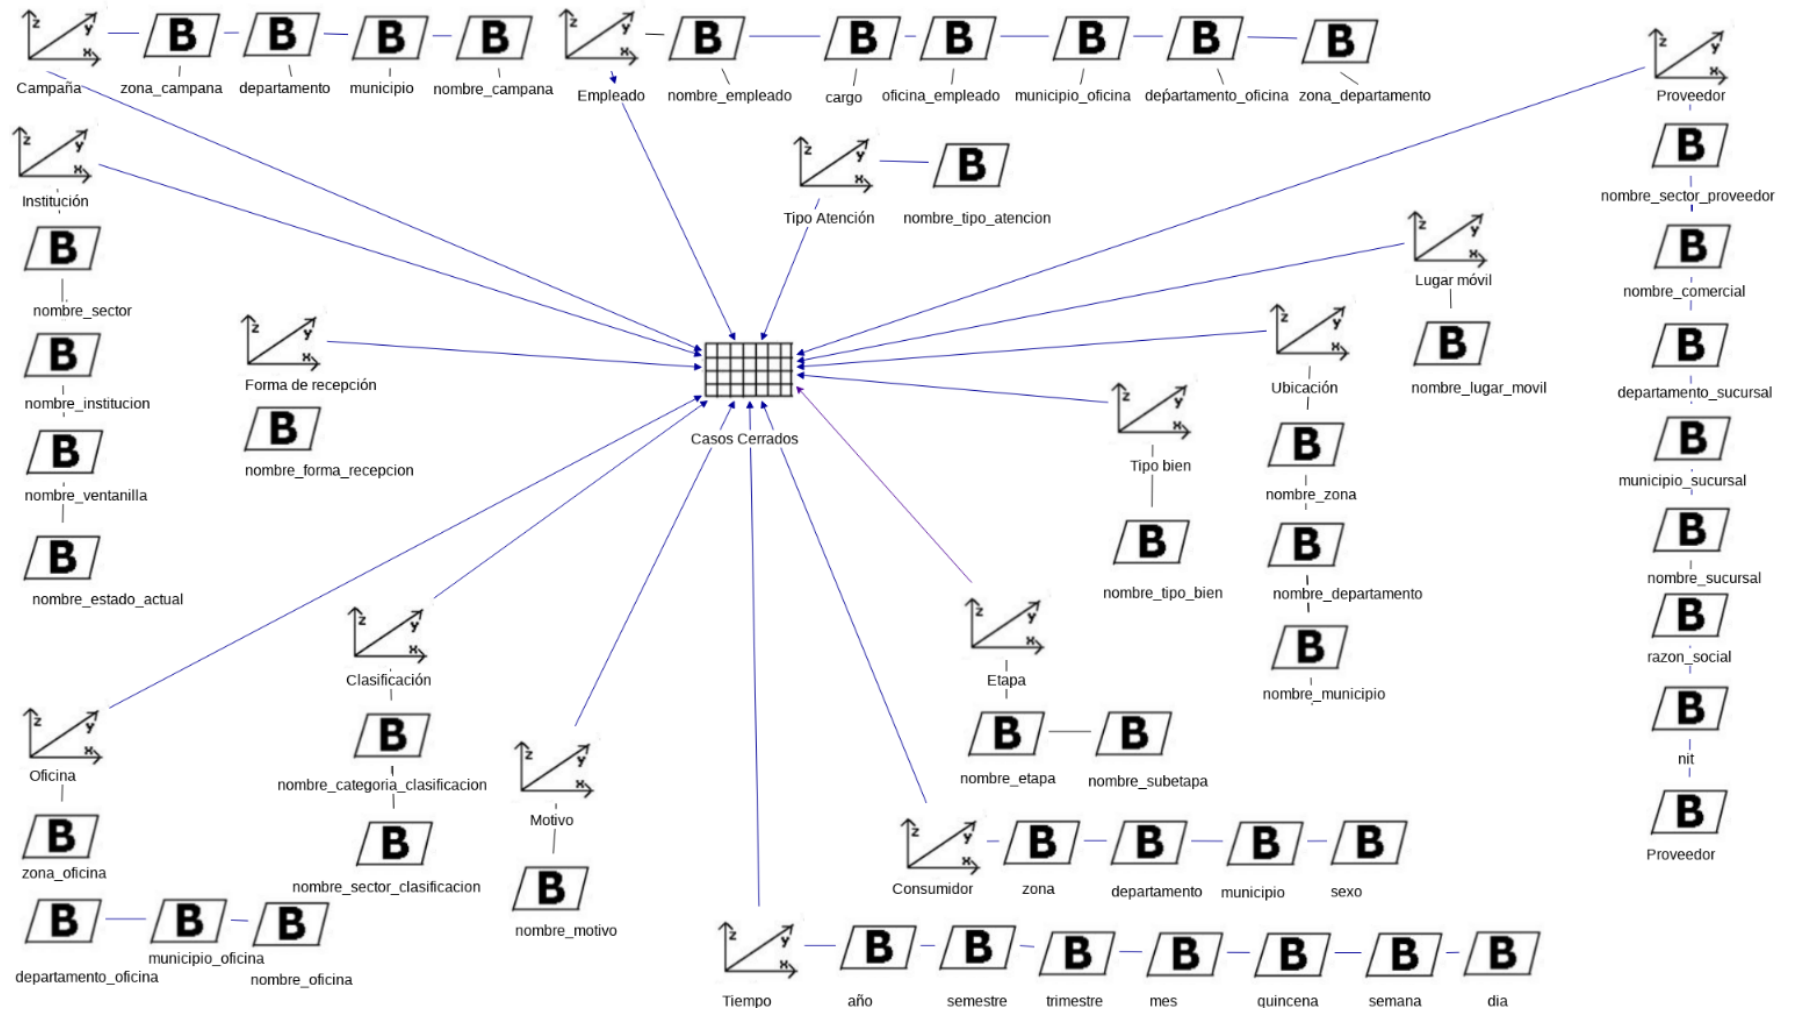 Campaña
zona_campana
departamento
municipio
nombre_campana
Empleado
nombre_empleado
cargo
oficina_empleado
municipio_oficina
departamento_oficina
zona_departamento
Proveedor
nombre_sector_proveedor
nombre_comercial
departamento_sucursal
municipio_sucursal
nombre_sucursal
razon_social
nit
Proveedor
Institución
nombre_sector
nombre_institucion
nombre_ventanilla
nombre_estado_actual
Tipo Atención
nombre_tipo_atencion
Lugar móvil
nombre_lugar_movil
Forma de recepción
nombre_forma_recepcion
Ubicación
nombre_zona
nombre_departamento
nombre_municipio
Casos Cerrados
Tipo bien
nombre_tipo_bien
Clasificación
nombre_categoria_clasificacion
nombre_sector_clasificacion
Etapa
nombre_etapa
nombre_subetapa
Oficina
zona_oficina
departamento_oficina
municipio_oficina
nombre_oficina
Motivo
nombre_motivo
Consumidor
zona
departamento
municipio
sexo
Tiempo
año
semestre
trimestre
mes
quincena
semana
dia